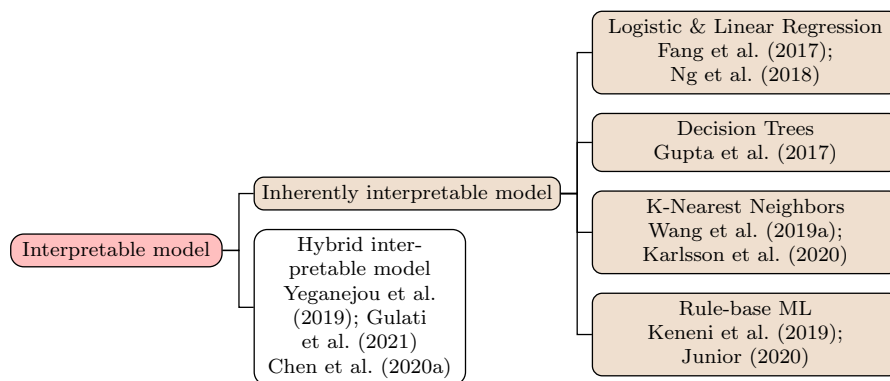 Interpretable model
Inherently interpretable model
Logistic & Linear Regression
Fang et al. (2017);
Ng et al. (2018)
Decision Trees
Gupta et al. (2017)
K-Nearest Neighbors
Wang et al. (2019a);
Karlsson et al. (2020)
Rule-base ML
Keneni et al. (2019);
Junior (2020)
Hybrid inter-
pretable model
Yeganejou et al.
(2019); Gulati
et al. (2021)
Chen et al. (2020a)